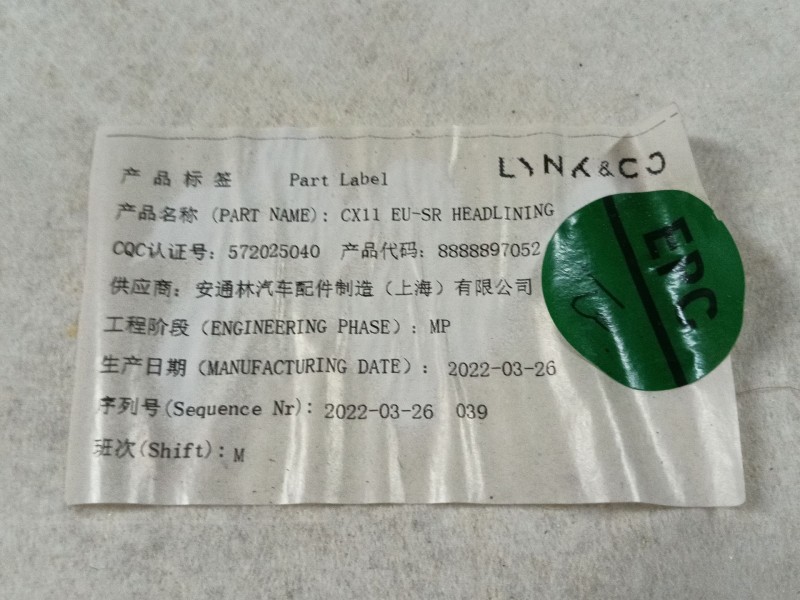 产品标签 Part Label LYNK&CO
产品名称 (PART NAME): CX11 EU-SR HEADLINING
CQC认证号: 572025040 产品代码: 8888897052
供应商: 安通林汽车配件制造（上海）有限公司
工程阶段 (ENGINEERING PHASE): MP
生产日期 (MANUFACTURING DATE): 2022-03-26
序列号(Sequence Nr): 2022-03-26 039
班次(Shift): M
ERC